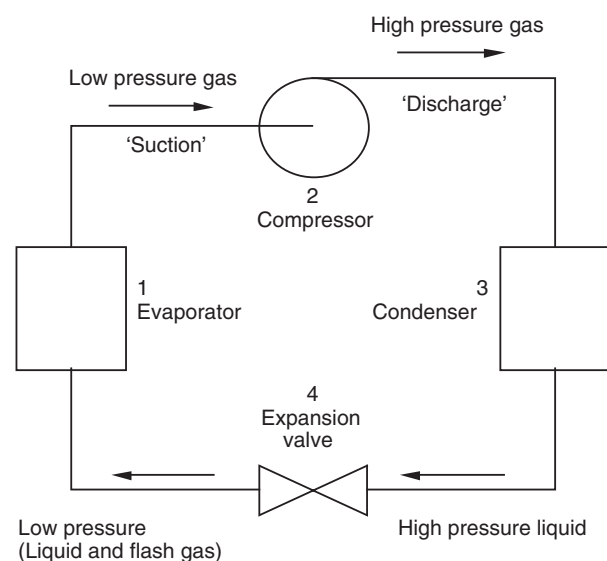 High pressure gas
Low pressure gas
‘Discharge’
‘Suction’
2
Compressor
1
Evaporator
3
Condenser
4
Expansion
valve
Low pressure
(Liquid and flash gas)
High pressure liquid